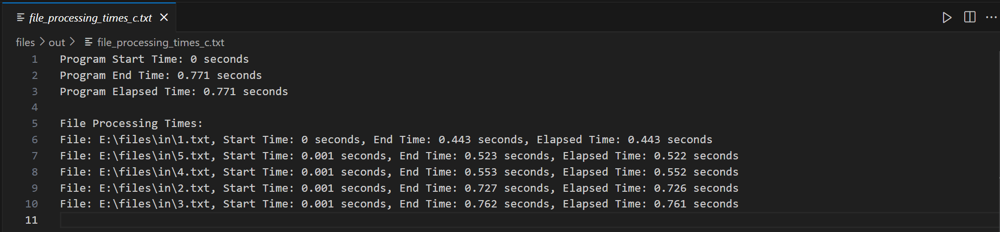 file_processing_times_c.txt
files > out > file_processing_times_c.txt
1 Program Start Time: 0 seconds
2 Program End Time: 0.771 seconds
3 Program Elapsed Time: 0.771 seconds
4
5 File Processing Times:
6 File: E:\files\in\1.txt, Start Time: 0 seconds, End Time: 0.443 seconds, Elapsed Time: 0.443 seconds
7 File: E:\files\in\5.txt, Start Time: 0.001 seconds, End Time: 0.523 seconds, Elapsed Time: 0.522 seconds
8 File: E:\files\in\4.txt, Start Time: 0.001 seconds, End Time: 0.553 seconds, Elapsed Time: 0.552 seconds
9 File: E:\files\in\2.txt, Start Time: 0.001 seconds, End Time: 0.727 seconds, Elapsed Time: 0.726 seconds
10 File: E:\files\in\3.txt, Start Time: 0.001 seconds, End Time: 0.762 seconds, Elapsed Time: 0.761 seconds
11